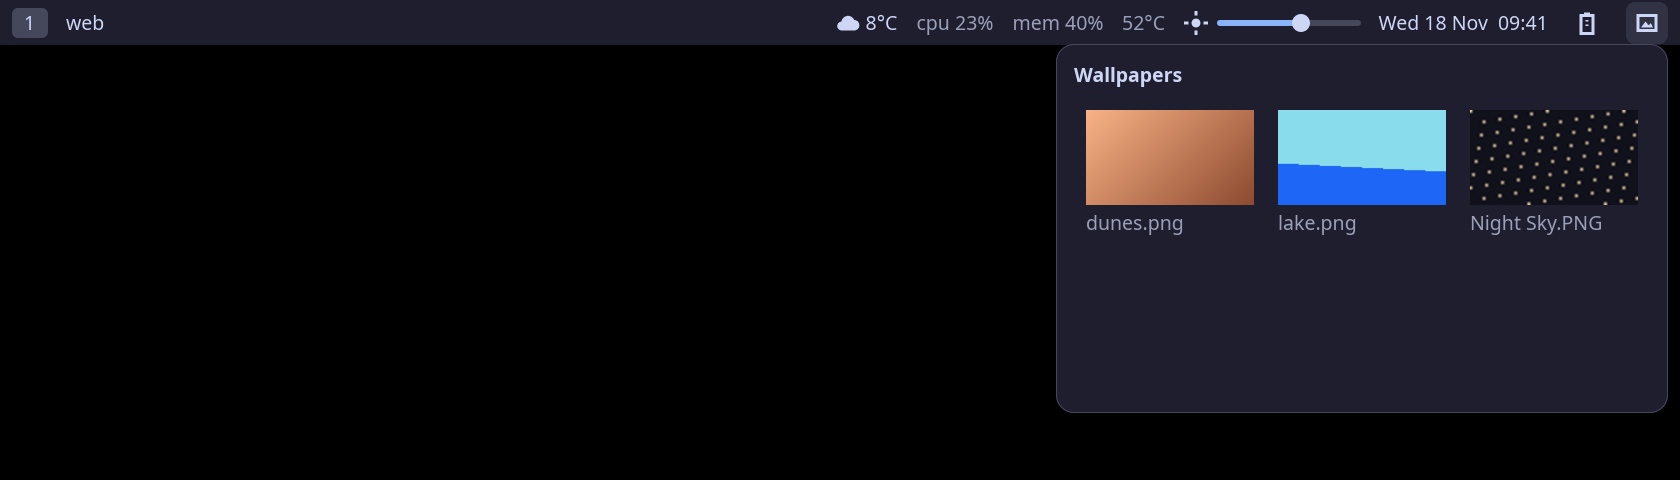 1 web 8°C cpu 23% mem 40% 52°C Wed 18 Nov 09:41
Wallpapers
dunes.png lake.png Night Sky.PNG